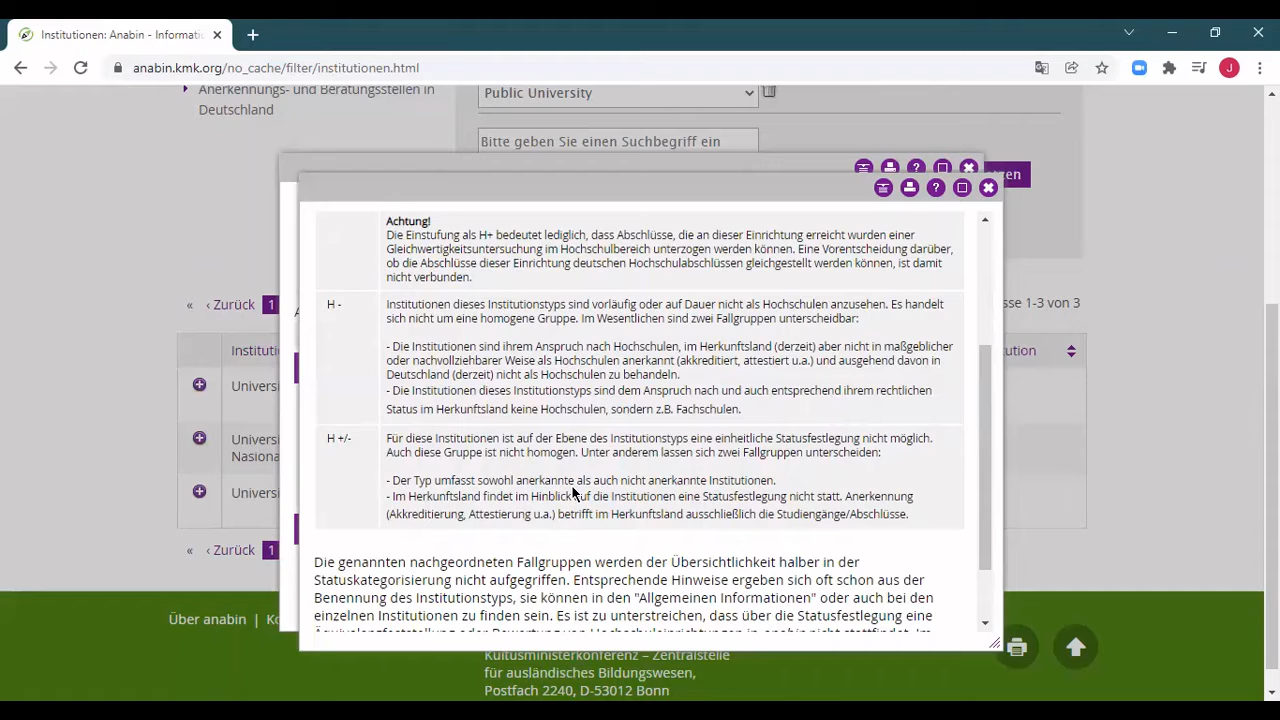 Institutionen: Anabin - Informati
anabin.kmk.org/no_cache/filter/institutionen.html
J
Anerkennungs- und Beratungsstellen in
Deutschland
Public University
Bitte geben Sie einen Suchbegriff ein
zen
Achtung!
Die Einstufung als H+ bedeutet lediglich, dass Abschlüsse, die an dieser Einrichtung erreicht wurden einer
Gleichwertigkeitsuntersuchung im Hochschulbereich unterzogen werden können. Eine Vorentscheidung darüber,
ob die Abschlüsse dieser Einrichtung deutschen Hochschulabschlüssen gleichgestellt werden können, ist damit
nicht verbunden.
H -
Institutionen dieses Institutionstyps sind vorläufig oder auf Dauer nicht als Hochschulen anzusehen. Es handelt
sich nicht um eine homogene Gruppe. Im Wesentlichen sind zwei Fallgruppen unterscheidbar:
- Die Institutionen sind ihrem Anspruch nach Hochschulen, im Herkunftsland (derzeit) aber nicht in maßgeblicher
oder nachvollziehbarer Weise als Hochschulen anerkannt (akkreditiert, attestiert u.a.) und ausgehend davon in
Deutschland (derzeit) nicht als Hochschulen zu behandeln.
- Die Institutionen dieses Institutionstyps sind dem Anspruch nach und auch entsprechend ihrem rechtlichen
Status im Herkunftsland keine Hochschulen, sondern z.B. Fachschulen.
H +/-
Für diese Institutionen ist auf der Ebene des Institutionstyps eine einheitliche Statusfestlegung nicht möglich.
Auch diese Gruppe ist nicht homogen. Unter anderem lassen sich zwei Fallgruppen unterscheiden:
- Der Typ umfasst sowohl anerkannte als auch nicht anerkannte Institutionen.
- Im Herkunftsland findet im Hinblick auf die Institutionen eine Statusfestlegung nicht statt. Anerkennung
(Akkreditierung, Attestierung u.a.) betrifft im Herkunftsland ausschließlich die Studiengänge/Abschlüsse.
Die genannten nachgeordneten Fallgruppen werden der Übersichtlichkeit halber in der
Statuskategorisierung nicht aufgegriffen. Entsprechende Hinweise ergeben sich oft schon aus der
Benennung des Institutionstyps, sie können in den "Allgemeinen Informationen" oder auch bei den
einzelnen Institutionen zu finden sein. Es ist zu unterstreichen, dass über die Statusfestlegung eine
« ‹ Zurück 1
sse 1-3 von 3
Instituti
ution
Univers
Univers
Nasiona
Univers
« ‹ Zurück 1
Über anabin | Ko
Kultusministerkonferenz – Zentralstelle
für ausländisches Bildungswesen,
Postfach 2240, D-53012 Bonn